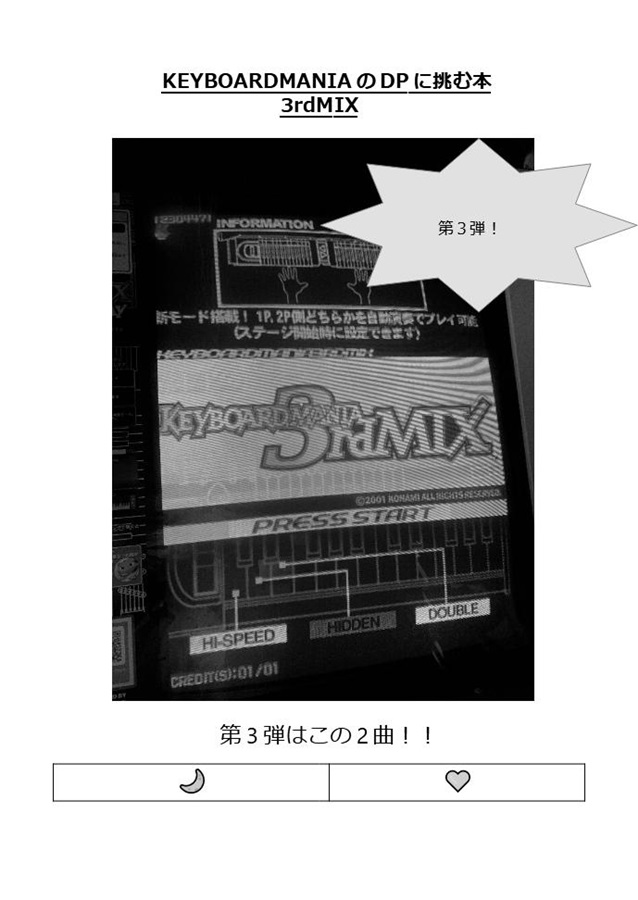 KEYBOARDMANIAのDPに挑む本
3rdMIX
第３弾！
INFORMATION
新モード搭載！ 1P,2P側どちらかを自動演奏でプレイ可能
(ステージ開始時に設定できます)
KEYBOARDMANIA3RDMIX
KEYBOARDMANIA
3rdMIX
©2001 KONAMI ALL RIGHTS RESERVED.
PRESS START
HI-SPEED
HIDDEN
DOUBLE
CREDIT(S):01/01
第３弾はこの２曲！！